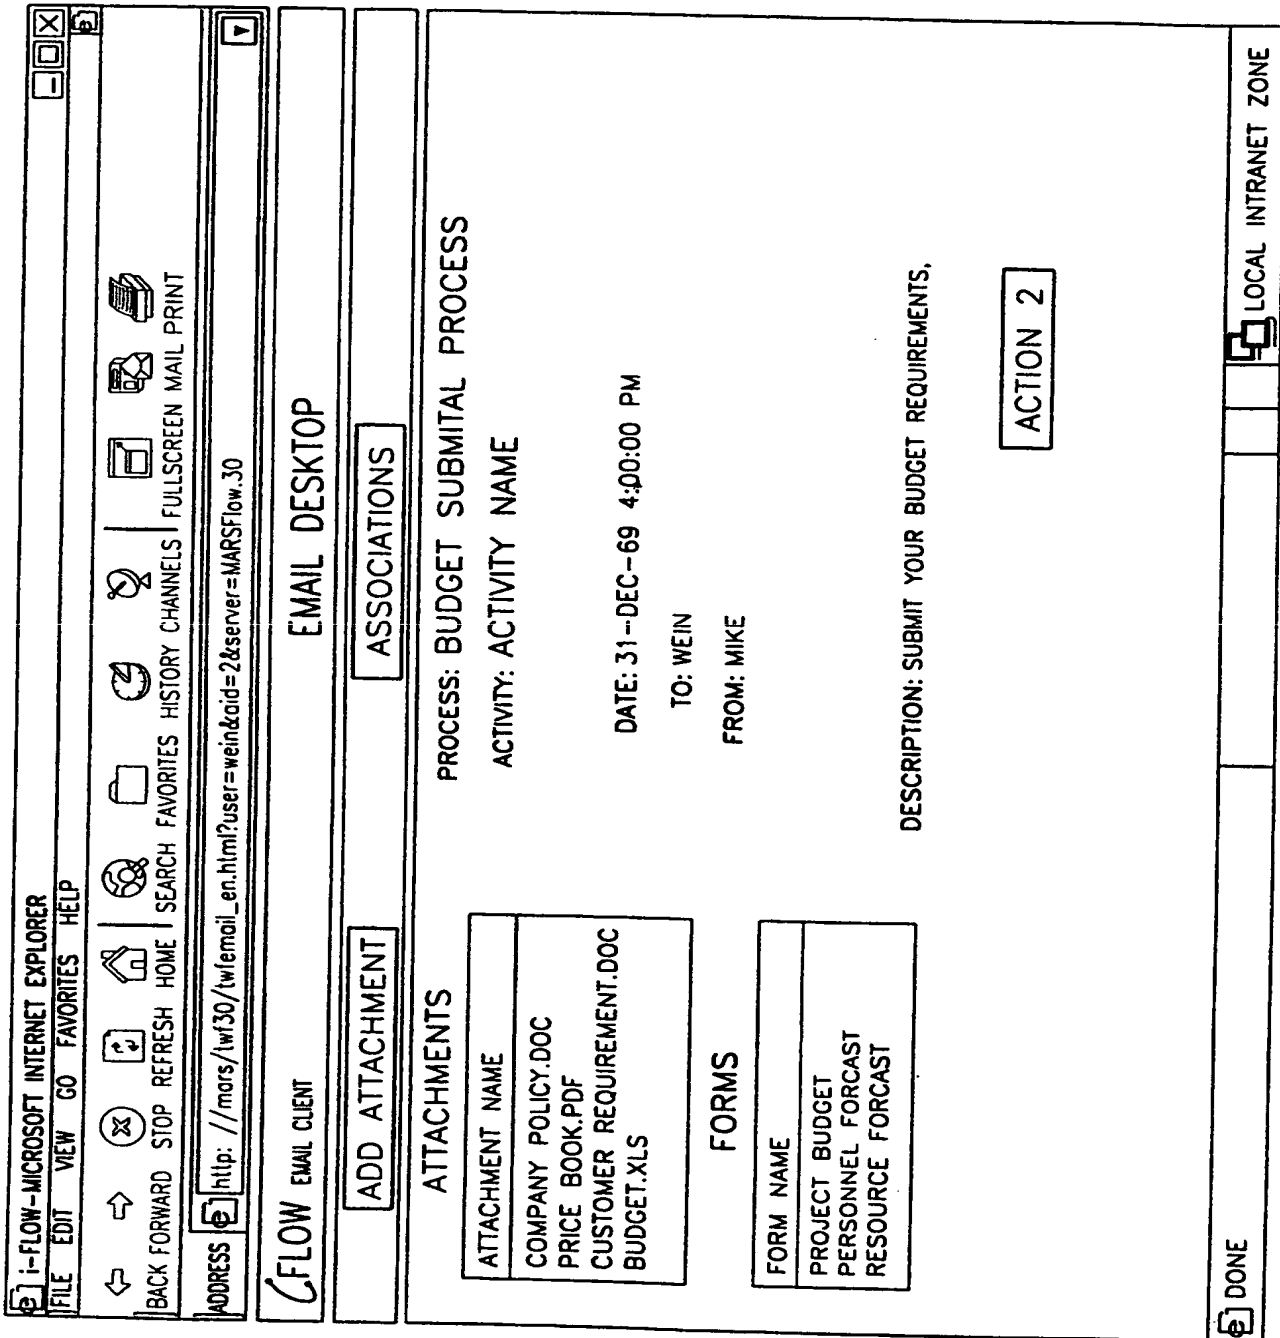 i-FLOW-MICROSOFT INTERNET EXPLORER
FILE EDIT VIEW GO FAVORITES HELP
BACK FORWARD STOP REFRESH HOME SEARCH FAVORITES HISTORY CHANNELS FULLSCREEN MAIL PRINT
ADDRESS http: //mars/twf30/twfemail_en.html?user=wein&aid=2&server=MARSFlow.30
FLOW EMAIL CLIENT
EMAIL DESKTOP
ADD ATTACHMENT
ASSOCIATIONS
ATTACHMENTS
ATTACHMENT NAME
COMPANY POLICY.DOC
PRICE BOOK.PDF
CUSTOMER REQUIREMENT.DOC
BUDGET.XLS
FORMS
FORM NAME
PROJECT BUDGET
PERSONNEL FORCAST
RESOURCE FORCAST
PROCESS: BUDGET SUBMITAL PROCESS
ACTIVITY: ACTIVITY NAME
DATE: 31-DEC-69 4:00:00 PM
TO: WEIN
FROM: MIKE
DESCRIPTION: SUBMIT YOUR BUDGET REQUIREMENTS,
ACTION 2
DONE
LOCAL INTRANET ZONE